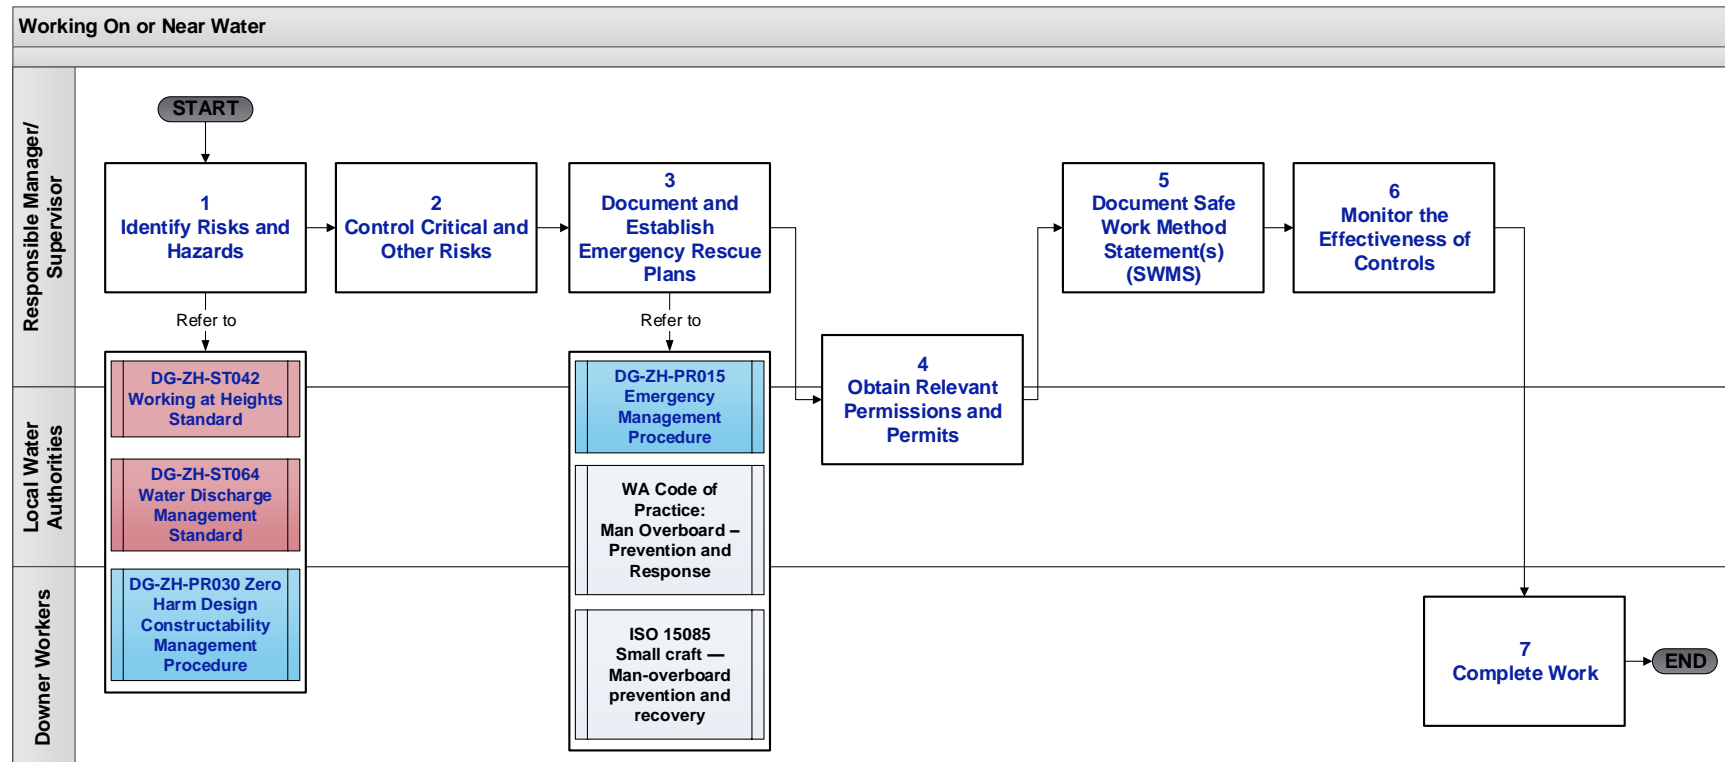 Working On or Near Water
Responsible Manager/
Supervisor
START
1
Identify Risks and
Hazards
2
Control Critical and
Other Risks
3
Document and
Establish
Emergency Rescue
Plans
5
Document Safe
Work Method
Statement(s)
(SWMS)
6
Monitor the
Effectiveness of
Controls
Refer to
Refer to
4
Obtain Relevant
Permissions and
Permits
Local Water
Authorities
DG-ZH-ST042
Working at Heights
Standard
DG-ZH-ST064
Water Discharge
Management
Standard
DG-ZH-PR030 Zero
Harm Design
Constructability
Management
Procedure
DG-ZH-PR015
Emergency
Management
Procedure
WA Code of
Practice:
Man Overboard –
Prevention and
Response
ISO 15085
Small craft —
Man-overboard
prevention and
recovery
Downer Workers
7
Complete Work
END